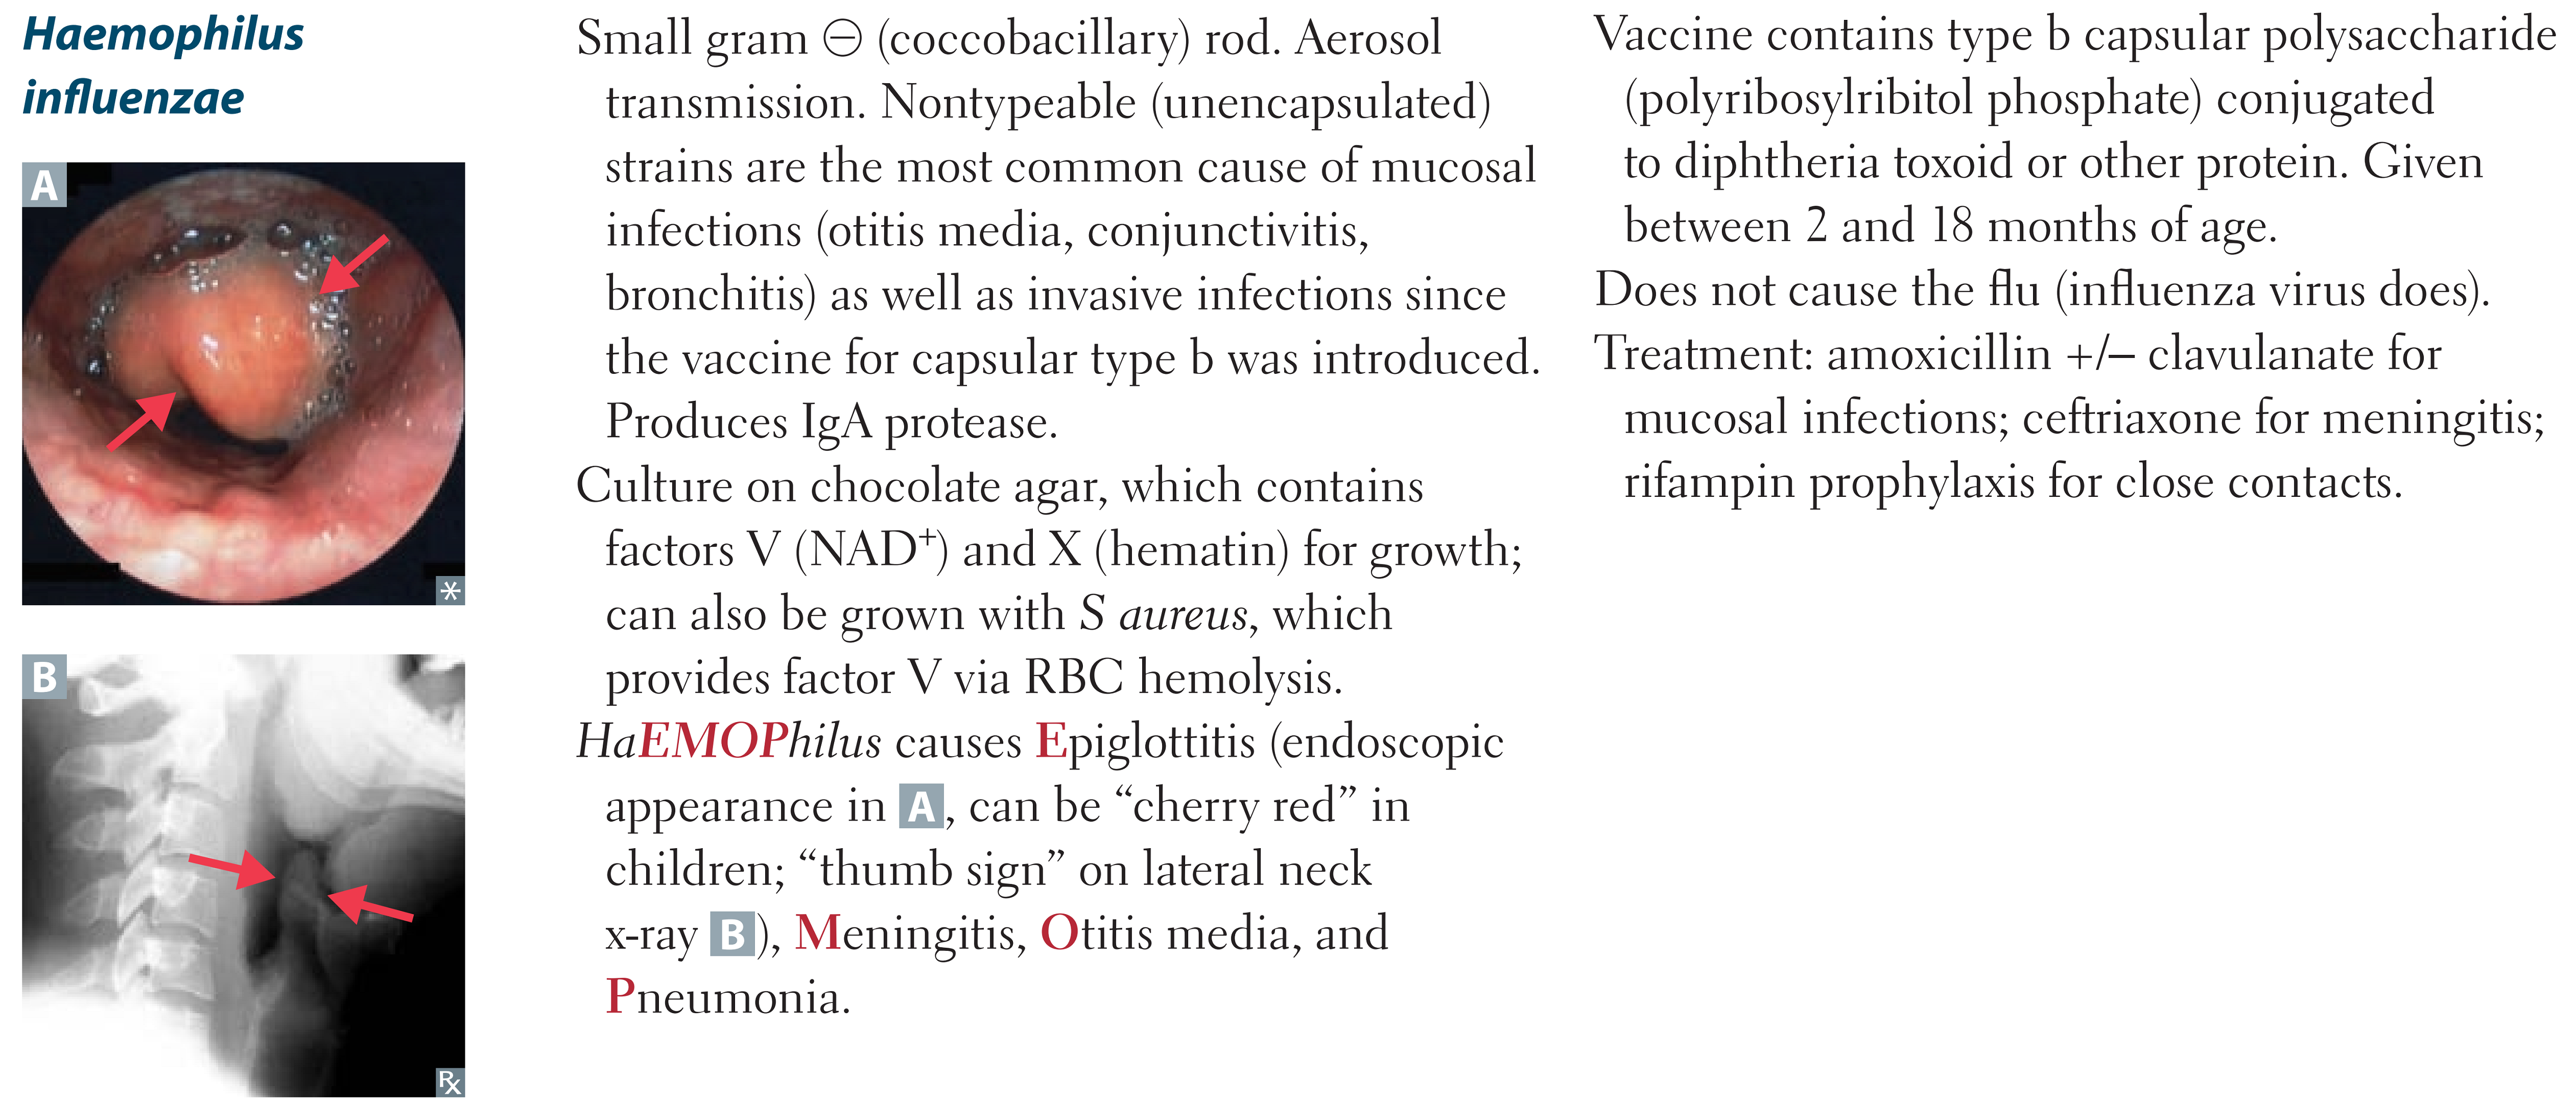 Haemophilus
influenzae
A
*
B
Rx
Small gram ⊖ (coccobacillary) rod. Aerosol
transmission. Nontypeable (unencapsulated)
strains are the most common cause of mucosal
infections (otitis media, conjunctivitis,
bronchitis) as well as invasive infections since
the vaccine for capsular type b was introduced.
Produces IgA protease.
Culture on chocolate agar, which contains
factors V (NAD⁺) and X (hematin) for growth;
can also be grown with S aureus, which
provides factor V via RBC hemolysis.
HaEMOPhilus causes Epiglottitis (endoscopic
appearance in A, can be “cherry red” in
children; “thumb sign” on lateral neck
x-ray B), Meningitis, Otitis media, and
Pneumonia.
Vaccine contains type b capsular polysaccharide
(polyribosylribitol phosphate) conjugated
to diphtheria toxoid or other protein. Given
between 2 and 18 months of age.
Does not cause the flu (influenza virus does).
Treatment: amoxicillin +/– clavulanate for
mucosal infections; ceftriaxone for meningitis;
rifampin prophylaxis for close contacts.